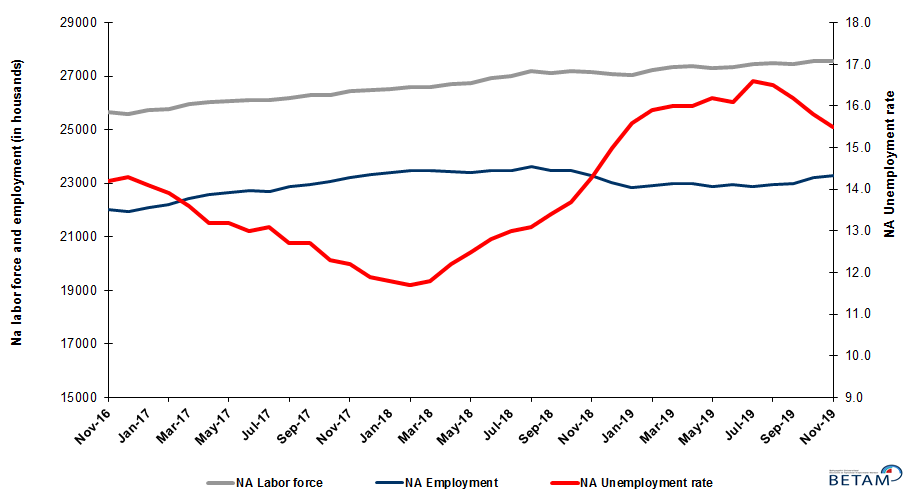 29000
27000
25000
23000
21000
19000
17000
15000
Na labor force and employment (in housands)
18.0
17.0
16.0
15.0
14.0
13.0
12.0
11.0
10.0
9.0
NA Unemployment rate
Nov-16
Jan-17
Mar-17
May-17
Jul-17
Sep-17
Nov-17
Jan-18
Mar-18
May-18
Jul-18
Sep-18
Nov-18
Jan-19
Mar-19
May-19
Jul-19
Sep-19
Nov-19
NA Labor force
NA Employment
NA Unemployment rate
BETAM